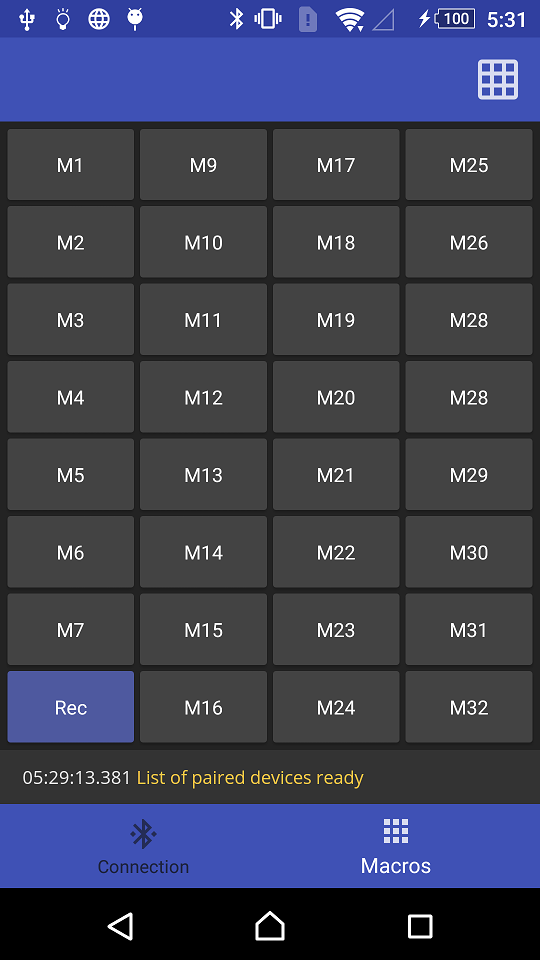 100 5:31
M1 M9 M17 M25
M2 M10 M18 M26
M3 M11 M19 M28
M4 M12 M20 M28
M5 M13 M21 M29
M6 M14 M22 M30
M7 M15 M23 M31
Rec M16 M24 M32
05:29:13.381 List of paired devices ready
Connection Macros